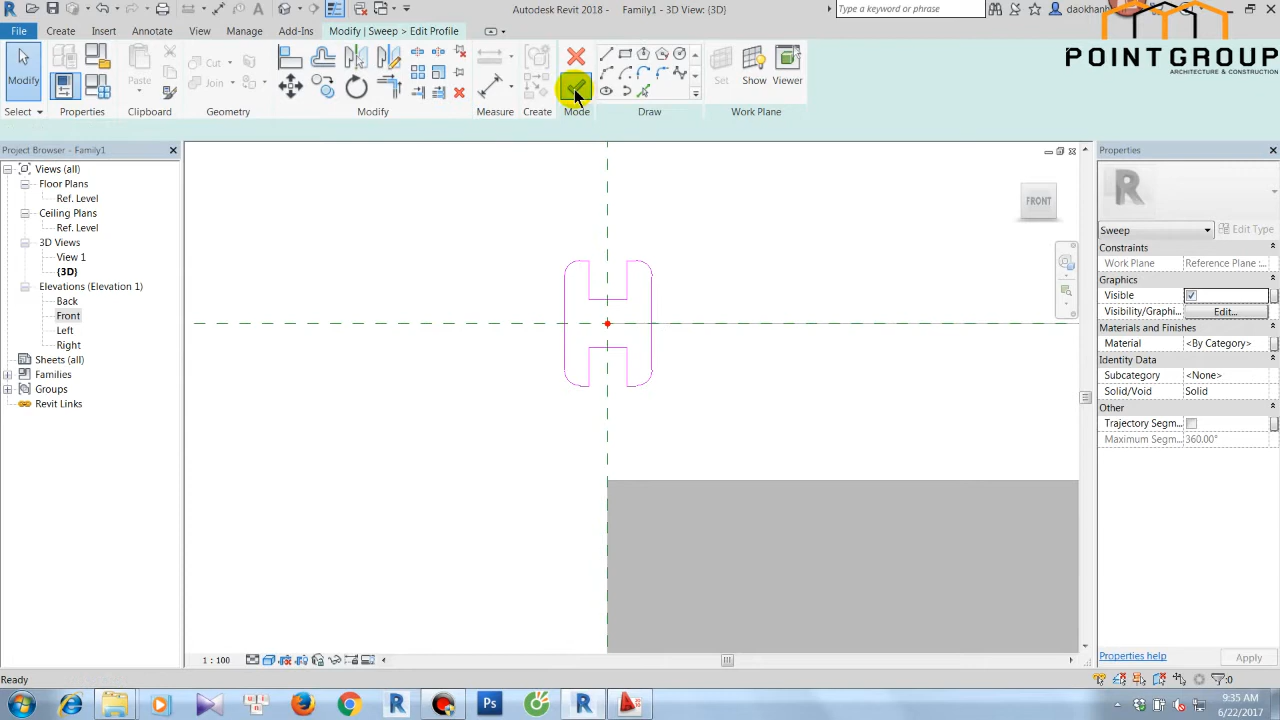 Autodesk Revit 2018 -    Family1 - 3D View: {3D}
Type a keyword or phrase
daokhanh
POINTGROUP
ARCHITECTURE & CONSTRUCTION
File
Create
Insert
Annotate
View
Manage
Add-Ins
Modify | Sweep > Edit Profile
Modify
Paste
Cut
Join
Set
Show
Viewer
Select
Properties
Clipboard
Geometry
Modify
Measure
Create
Mode
Draw
Work Plane
Project Browser - Family1
Views (all)
Floor Plans
Ref. Level
Ceiling Plans
Ref. Level
3D Views
View 1
{3D}
Elevations (Elevation 1)
Back
Front
Left
Right
Sheets (all)
Families
Groups
Revit Links
FRONT
Properties
R
Sweep
Edit Type
Constraints
Work Plane
Reference Plane :...
Graphics
Visible
Visibility/Graphi...
Edit...
Materials and Finishes
Material
<By Category>
Identity Data
Subcategory
<None>
Solid/Void
Solid
Other
Trajectory Segm...
Maximum Segm...
360.00°
Properties help
Apply
1 : 100
Ready
:0
Ps
9:35 AM
6/22/2017